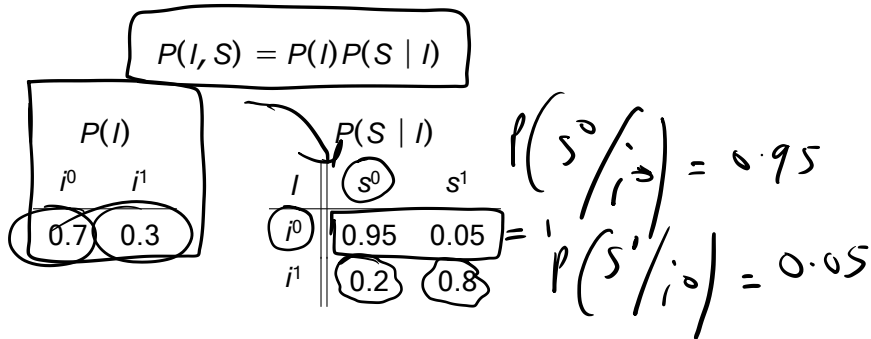 P(I, S) = P(I)P(S | I)
P(I)
i⁰ i¹
0.7 0.3
P(S | I)
I s⁰ s¹
i⁰ 0.95 0.05 = 1
i¹ 0.2 0.8
P(s⁰/i⁰) = 0.95
P(s¹/i⁰) = 0.05